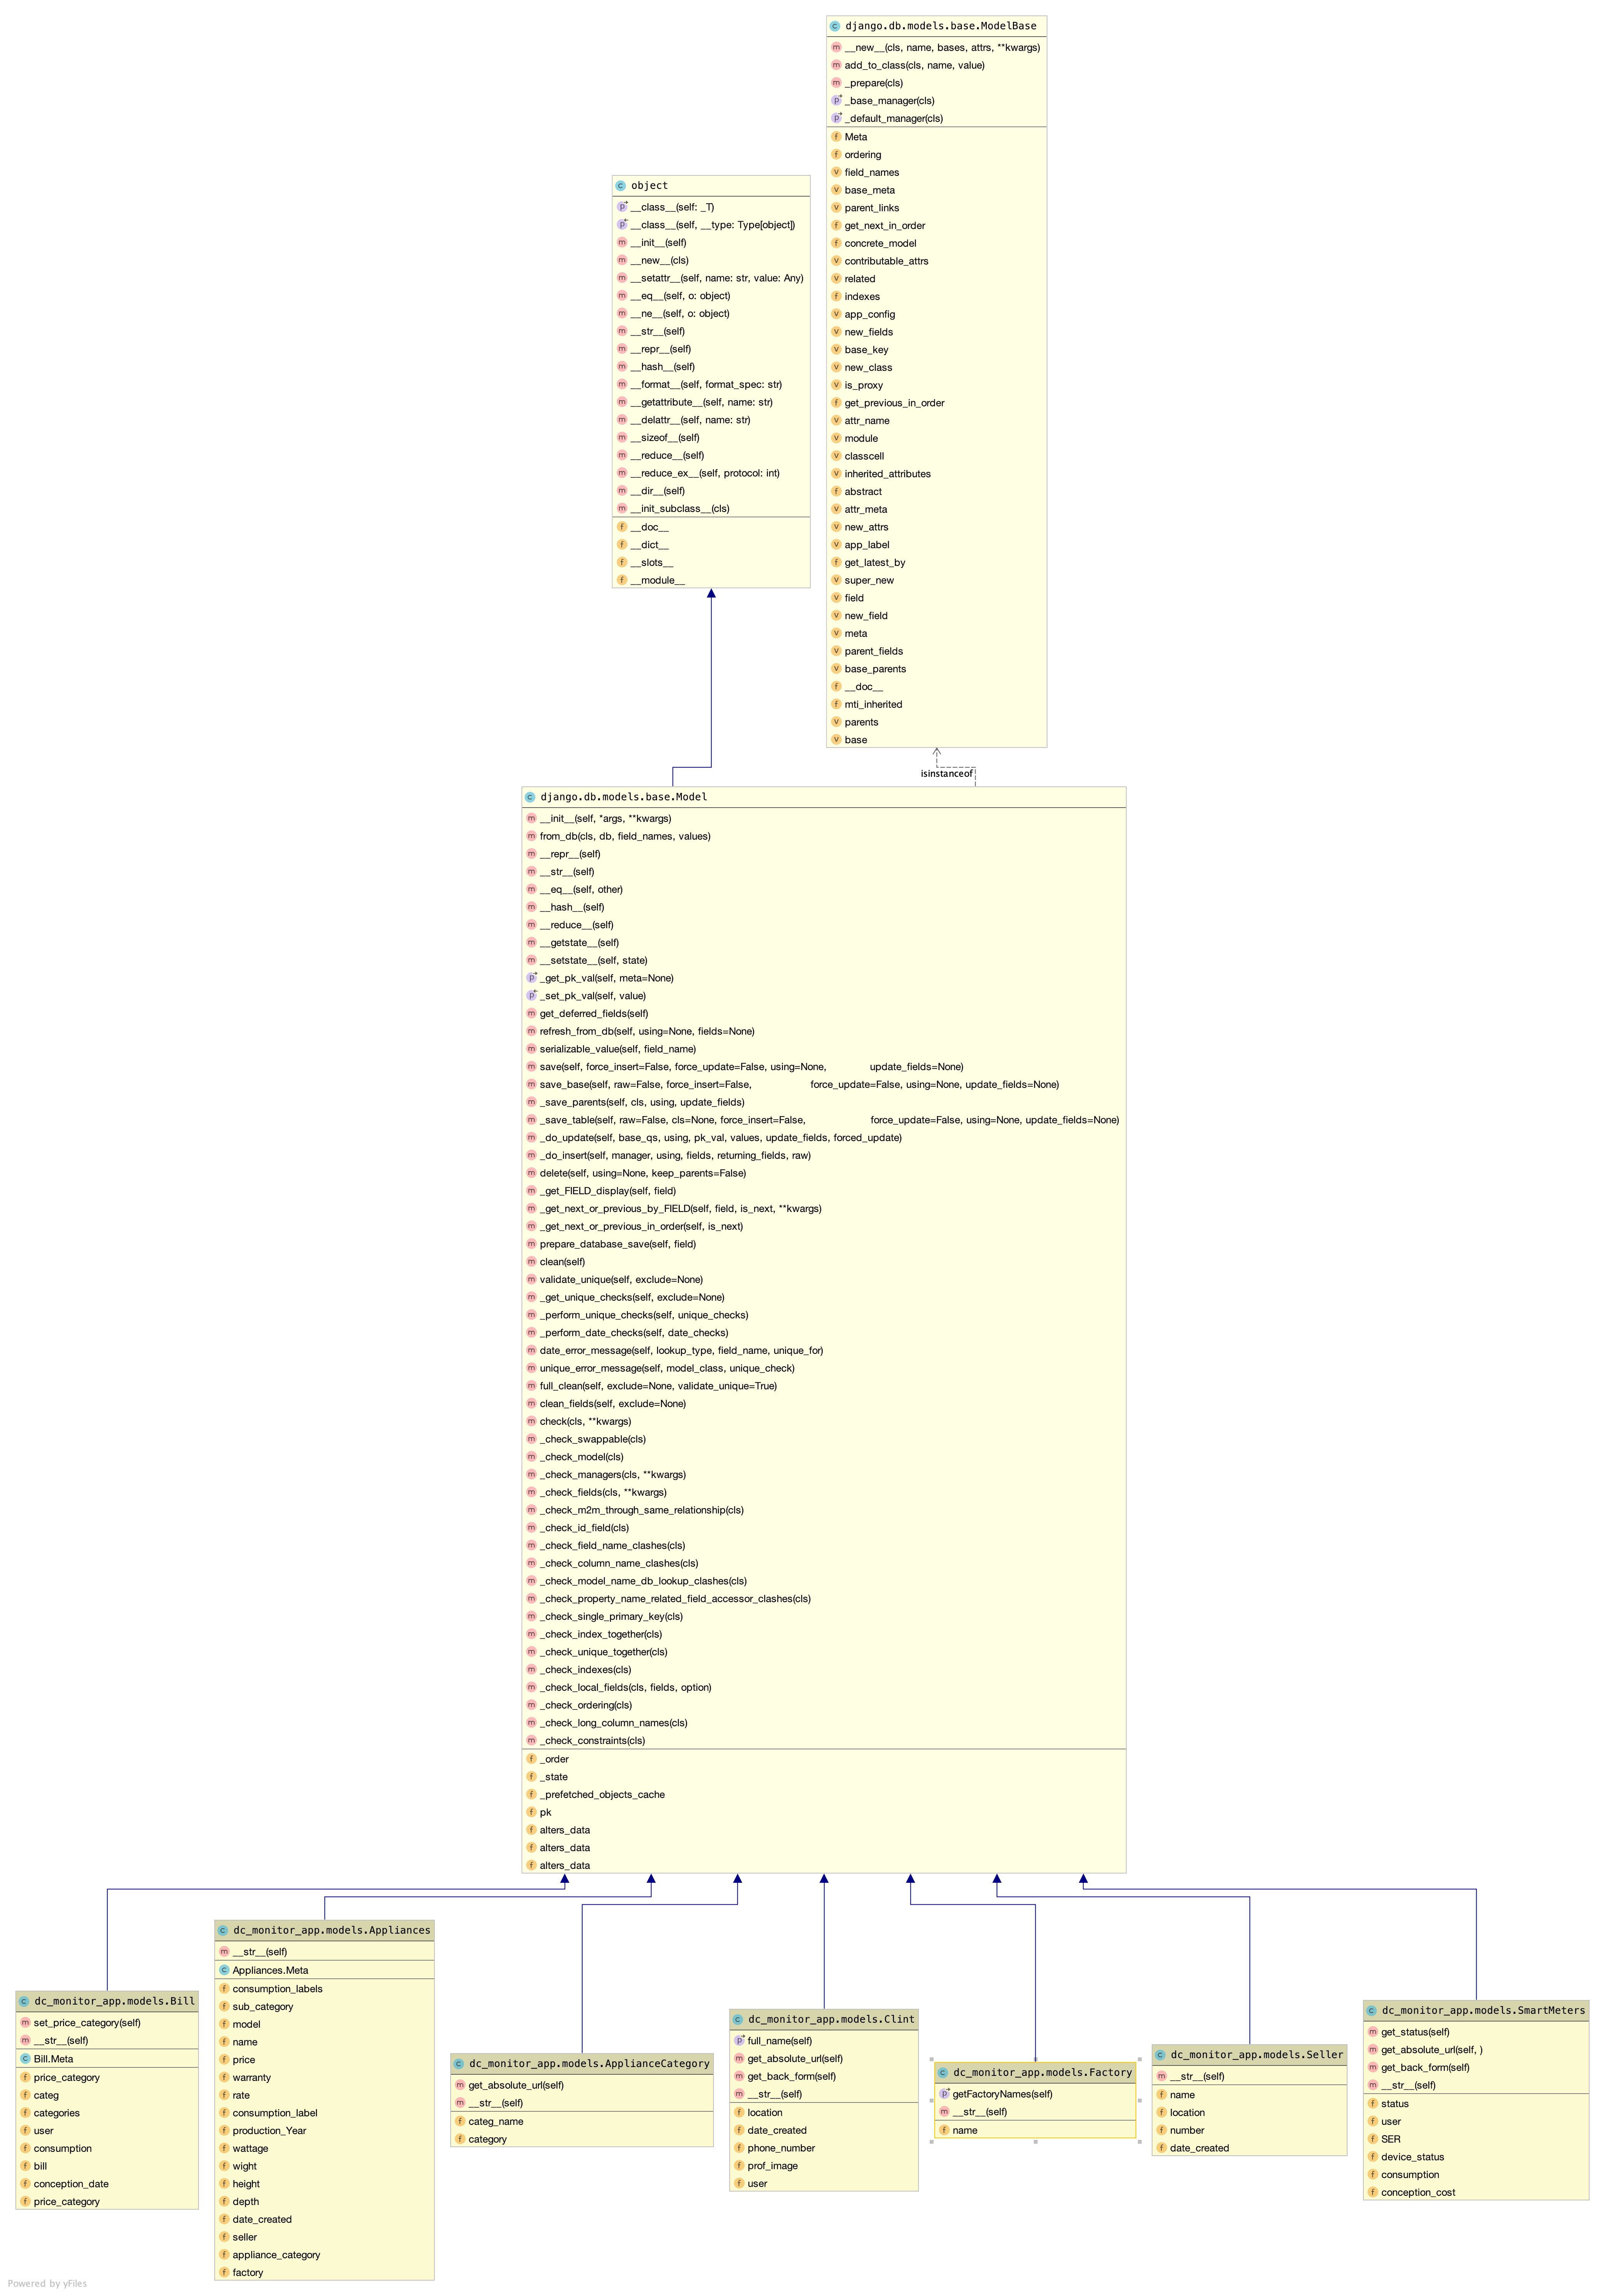 django.db.models.base.ModelBase
__new__(cls, name, bases, attrs, **kwargs)
add_to_class(cls, name, value)
_prepare(cls)
_base_manager(cls)
_default_manager(cls)
Meta
ordering
field_names
base_meta
parent_links
get_next_in_order
concrete_model
contributable_attrs
related
indexes
app_config
new_fields
base_key
new_class
is_proxy
get_previous_in_order
attr_name
module
classcell
inherited_attributes
abstract
attr_meta
new_attrs
app_label
get_latest_by
super_new
field
new_field
meta
parent_fields
base_parents
__doc__
mti_inherited
parents
base
object
__class__(self: _T)
__class__(self, __type: Type[object])
__init__(self)
__new__(cls)
__setattr__(self, name: str, value: Any)
__eq__(self, o: object)
__ne__(self, o: object)
__str__(self)
__repr__(self)
__hash__(self)
__format__(self, format_spec: str)
__getattribute__(self, name: str)
__delattr__(self, name: str)
__sizeof__(self)
__reduce__(self)
__reduce_ex__(self, protocol: int)
__dir__(self)
__init_subclass__(cls)
__doc__
__dict__
__slots__
__module__
isinstanceof
django.db.models.base.Model
__init__(self, *args, **kwargs)
from_db(cls, db, field_names, values)
__repr__(self)
__str__(self)
__eq__(self, other)
__hash__(self)
__reduce__(self)
__getstate__(self)
__setstate__(self, state)
_get_pk_val(self, meta=None)
_set_pk_val(self, value)
get_deferred_fields(self)
refresh_from_db(self, using=None, fields=None)
serializable_value(self, field_name)
save(self, force_insert=False, force_update=False, using=None, update_fields=None)
save_base(self, raw=False, force_insert=False, force_update=False, using=None, update_fields=None)
_save_parents(self, cls, using, update_fields)
_save_table(self, raw=False, cls=None, force_insert=False, force_update=False, using=None, update_fields=None)
_do_update(self, base_qs, using, pk_val, values, update_fields, forced_update)
_do_insert(self, manager, using, fields, returning_fields, raw)
delete(self, using=None, keep_parents=False)
_get_FIELD_display(self, field)
_get_next_or_previous_by_FIELD(self, field, is_next, **kwargs)
_get_next_or_previous_in_order(self, is_next)
prepare_database_save(self, field)
clean(self)
validate_unique(self, exclude=None)
_get_unique_checks(self, exclude=None)
_perform_unique_checks(self, unique_checks)
_perform_date_checks(self, date_checks)
date_error_message(self, lookup_type, field_name, unique_for)
unique_error_message(self, model_class, unique_check)
full_clean(self, exclude=None, validate_unique=True)
clean_fields(self, exclude=None)
check(cls, **kwargs)
_check_swappable(cls)
_check_model(cls)
_check_managers(cls, **kwargs)
_check_fields(cls, **kwargs)
_check_m2m_through_same_relationship(cls)
_check_id_field(cls)
_check_field_name_clashes(cls)
_check_column_name_clashes(cls)
_check_model_name_db_lookup_clashes(cls)
_check_property_name_related_field_accessor_clashes(cls)
_check_single_primary_key(cls)
_check_index_together(cls)
_check_unique_together(cls)
_check_indexes(cls)
_check_local_fields(cls, fields, option)
_check_ordering(cls)
_check_long_column_names(cls)
_check_constraints(cls)
_order
_state
_prefetched_objects_cache
pk
alters_data
alters_data
alters_data
dc_monitor_app.models.Bill
set_price_category(self)
__str__(self)
Bill.Meta
price_category
categ
categories
user
consumption
bill
conception_date
price_category
dc_monitor_app.models.Appliances
__str__(self)
Appliances.Meta
consumption_labels
sub_category
model
name
price
warranty
rate
consumption_label
production_Year
wattage
wight
height
depth
date_created
seller
appliance_category
factory
dc_monitor_app.models.ApplianceCategory
get_absolute_url(self)
__str__(self)
categ_name
category
dc_monitor_app.models.Clint
full_name(self)
get_absolute_url(self)
get_back_form(self)
__str__(self)
location
date_created
phone_number
prof_image
user
dc_monitor_app.models.Factory
getFactoryNames(self)
__str__(self)
name
dc_monitor_app.models.Seller
__str__(self)
name
location
number
date_created
dc_monitor_app.models.SmartMeters
get_status(self)
get_absolute_url(self, )
get_back_form(self)
__str__(self)
status
user
SER
device_status
consumption
conception_cost
Powered by yFiles